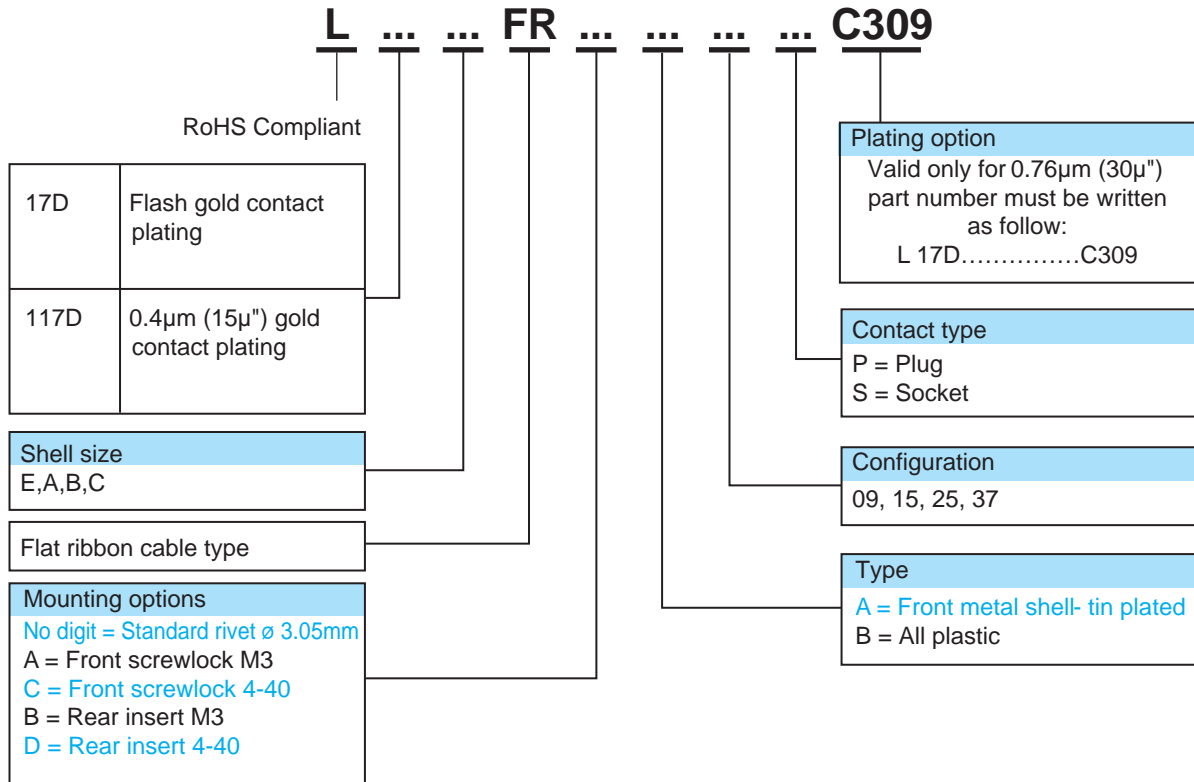 L ... ... FR ... ... ... ... C309
RoHS Compliant
17D Flash gold contact
plating
117D 0.4µm (15µ") gold
contact plating
Shell size
E,A,B,C
Flat ribbon cable type
Mounting options
No digit = Standard rivet ø 3.05mm
A = Front screwlock M3
C = Front screwlock 4-40
B = Rear insert M3
D = Rear insert 4-40
Plating option
Valid only for 0.76µm (30µ")
part number must be written
as follow:
L 17D...............C309
Contact type
P = Plug
S = Socket
Configuration
09, 15, 25, 37
Type
A = Front metal shell- tin plated
B = All plastic